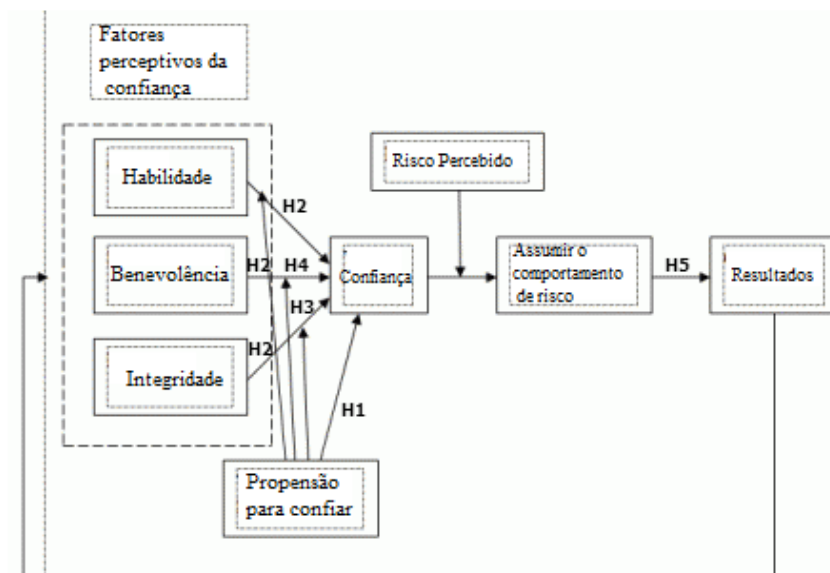 Fatores
perceptivos da
confiança
Habilidade
Risco Percebido
H2
Benevolência
H2
H4
Confiança
Assumir o
comportamento
de risco
H5
Resultados
H3
H2
Integridade
H1
Propensão
para confiar